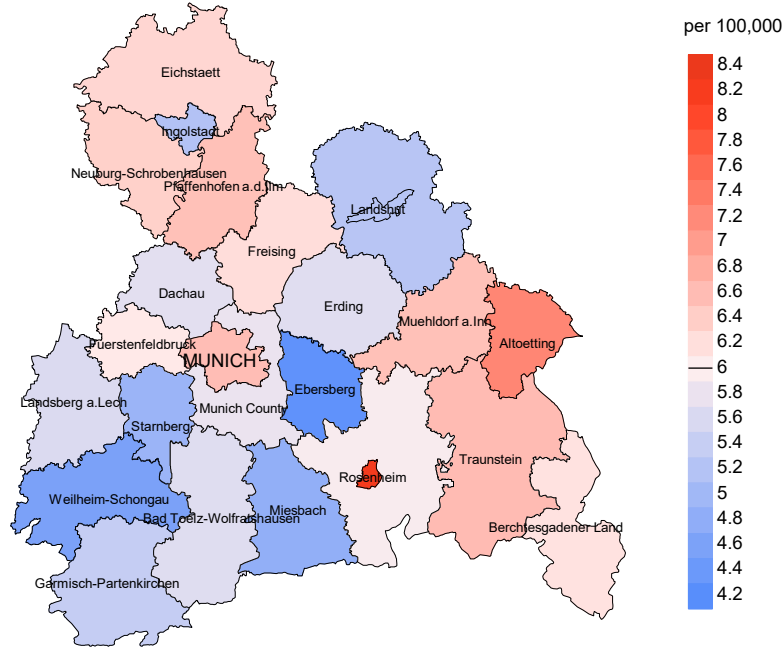 per 100,000
8.4
8.2
8
7.8
7.6
7.4
7.2
7
6.8
6.6
6.4
6.2
6
5.8
5.6
5.4
5.2
5
4.8
4.6
4.4
4.2
Eichstaett
Ingolstadt
Neuburg-Schrobenhausen
Pfaffenhofen a.d.Ilm
Landshut
Freising
Dachau
Erding
Muehldorf a.Inn
Fuerstenfeldbruck
Altoetting
MUNICH
Ebersberg
Landsberg a.Lech
Munich County
Starnberg
Traunstein
Rosenheim
Weilheim-Schongau
Miesbach
Bad Toelz-Wolfratshausen
Berchtesgadener Land
Garmisch-Partenkirchen